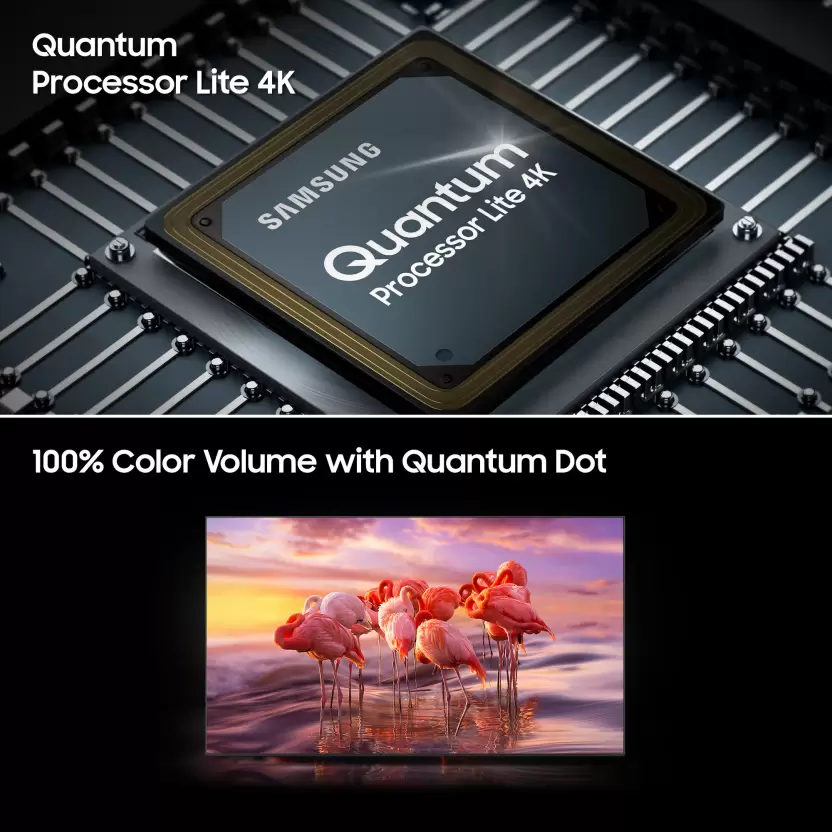 Quantum
Processor Lite 4K
SAMSUNG
Quantum
Processor Lite 4K
100% Color Volume with Quantum Dot